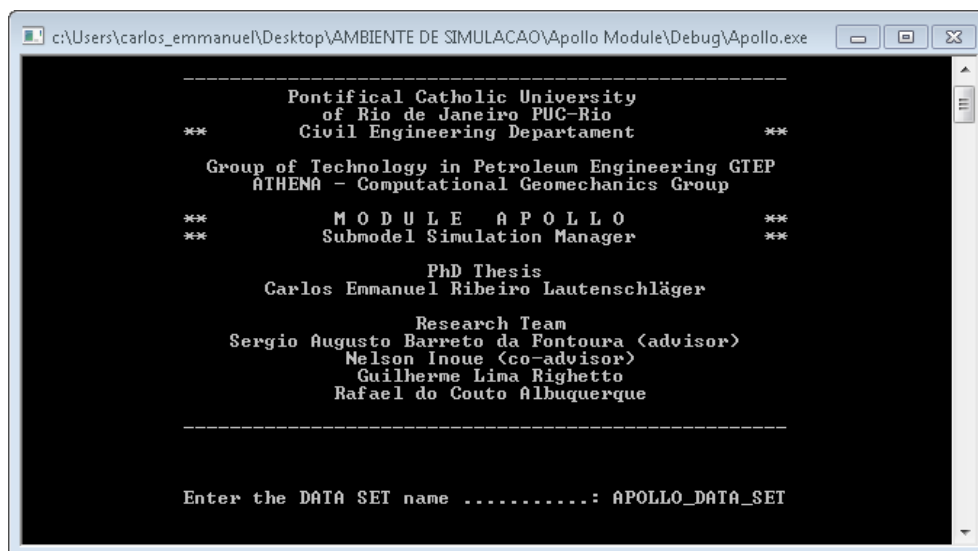 c:\Users\carlos_emmanuel\Desktop\AMBIENTE DE SIMULACAO\Apollo Module\Debug\Apollo.exe
Pontifical Catholic University
of Rio de Janeiro PUC-Rio
** Civil Engineering Departament **
Group of Technology in Petroleum Engineering GTEP
ATHENA - Computational Geomechanics Group
** M O D U L E A P O L L O **
** Submodel Simulation Manager **
PhD Thesis
Carlos Emmanuel Ribeiro Lautenschläger
Research Team
Sergio Augusto Barreto da Fontoura (advisor)
Nelson Inoue (co-advisor)
Guilherme Lima Righetto
Rafael do Couto Albuquerque
Enter the DATA SET name ...........: APOLLO_DATA_SET